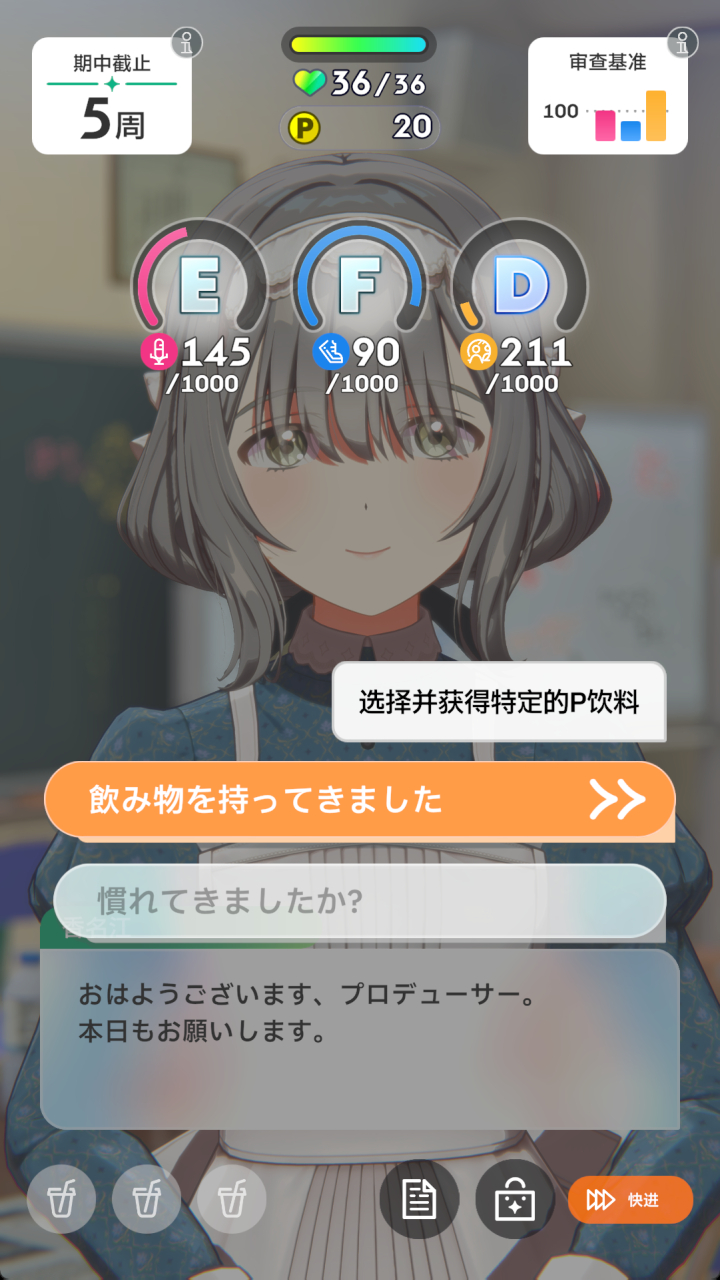 期中截止
5周
36/36
P 20
审查基准
100
E
F
D
145
/1000
90
/1000
211
/1000
选择并获得特定的P饮料
飲み物を持ってきました
慣れてきましたか?
香名江
おはようございます、プロデューサー。
本日もお願いします。
快进